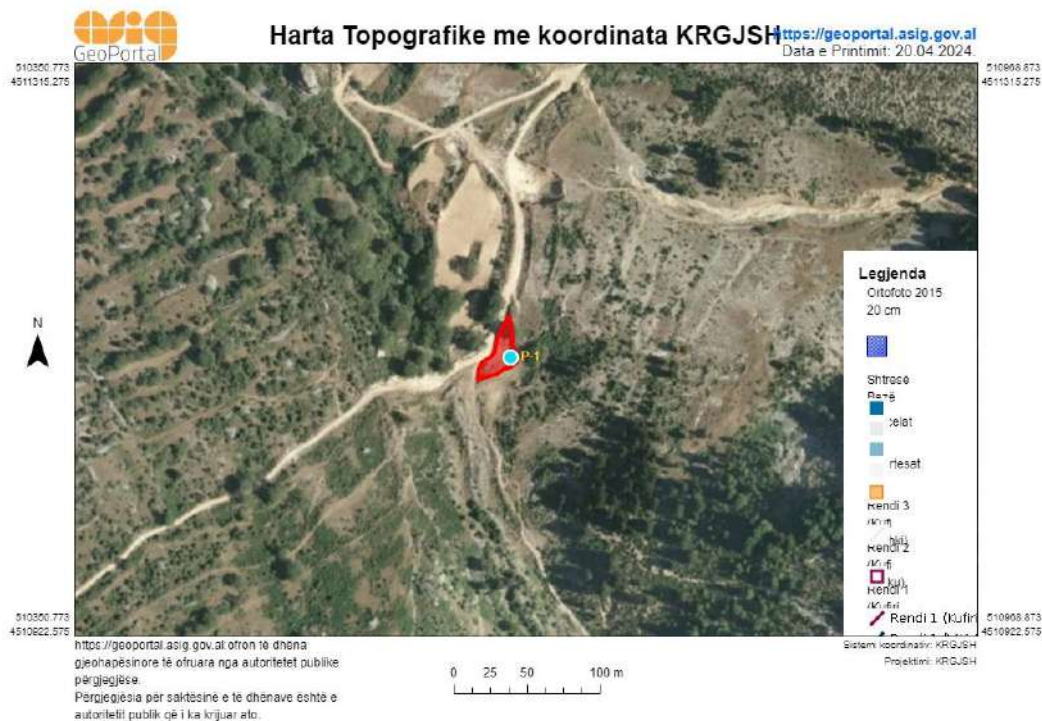 asig
GeoPortal
Harta Topografike me koordinata KRGJSH
https://geoportal.asig.gov.al
Data e Printimit: 20.04.2024.
510360.773
4511315.275
510968.873
4511315.275
N
P-1
Legjenda
Ortofoto 2015
20 cm
Shtresë
Bazë
Rendi 3
Rendi 2
Rendi 1
Rendi 1 (Kufiri
510360.773
4510922.575
510968.873
4510922.575
https://geoportal.asig.gov.al ofron të dhëna
gjeohapësinore të ofruara nga autoritetet publike
përgjegjëse.
Përgjegjësia për saktësinë e të dhënave është e
autoritetit publik që i ka krijuar ato.
0 25 50 100 m
Sistemi koordinativ: KRGJSH
Projektimi: KRGJSH